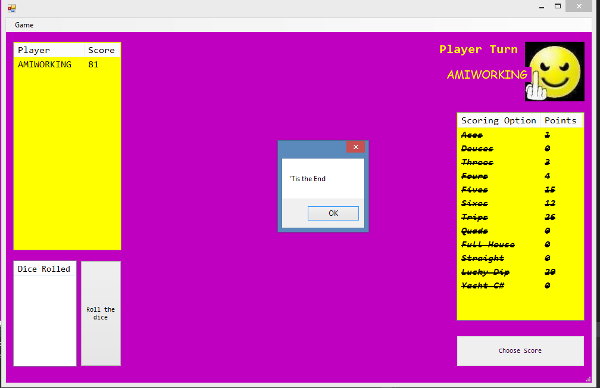 Game
Player Score
AMIWORKING 81
Player Turn
AMIWORKING
Scoring Option Points
Aces 1
Deuces 0
Threes 3
Fours 4
Fives 15
Sixes 12
Trips 26
Quads 0
Full House 0
Straight 0
Lucky Dip 20
Yacht C# 0
'Tis the End
OK
Dice Rolled
Roll the
dice
Choose Score